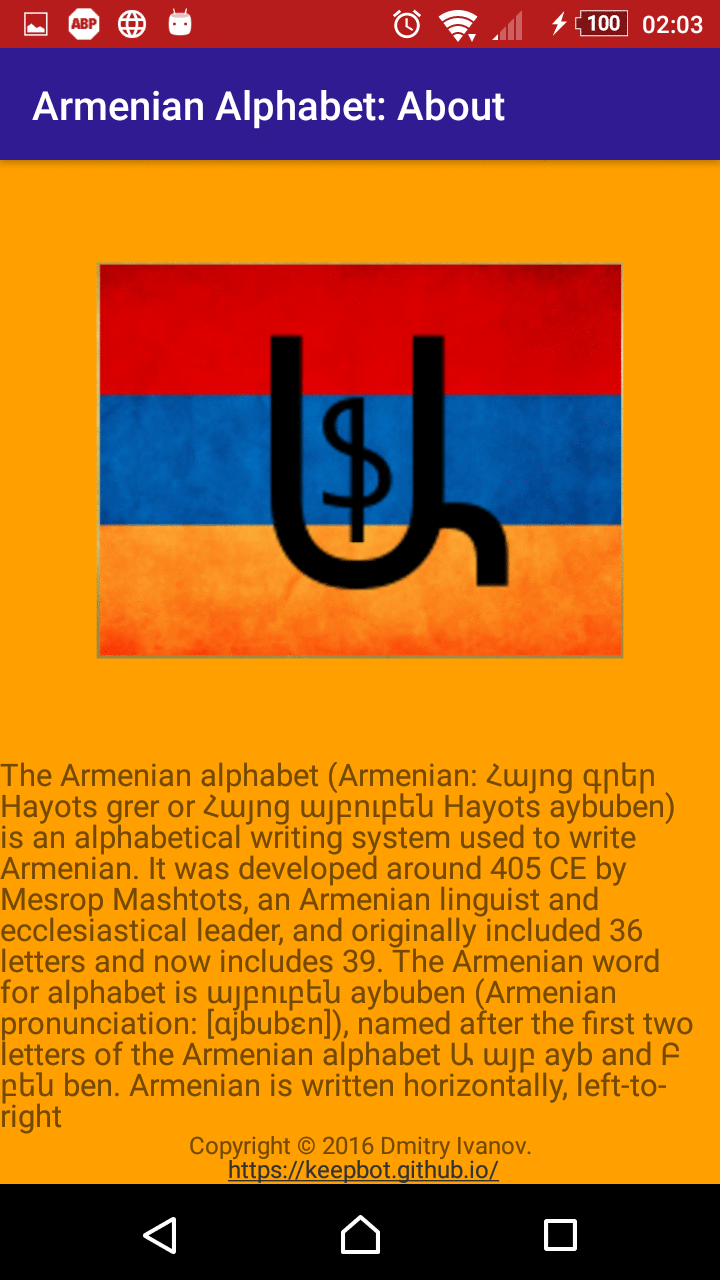 ABP
100 02:03
Armenian Alphabet: About
Ա
$
The Armenian alphabet (Armenian: Հայոց գրեր
Hayots grer or Հայոց այբուբեն Hayots aybuben)
is an alphabetical writing system used to write
Armenian. It was developed around 405 CE by
Mesrop Mashtots, an Armenian linguist and
ecclesiastical leader, and originally included 36
letters and now includes 39. The Armenian word
for alphabet is այբուբեն aybuben (Armenian
pronunciation: [ɑjbubɛn]), named after the first two
letters of the Armenian alphabet Ա այբ ayb and Բ
բեն ben. Armenian is written horizontally, left-to-
right
Copyright © 2016 Dmitry Ivanov.
https://keepbot.github.io/